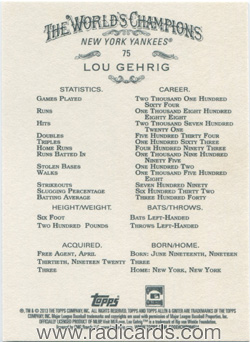 THE WORLD'S CHAMPIONS
NEW YORK YANKEES®
75
LOU GEHRIG
STATISTICS. CAREER.
GAMES PLAYED TWO THOUSAND ONE HUNDRED
SIXTY FOUR
RUNS ONE THOUSAND EIGHT HUNDRED
EIGHTY EIGHT
HITS TWO THOUSAND SEVEN HUNDRED
TWENTY ONE
DOUBLES FIVE HUNDRED THIRTY FOUR
TRIPLES ONE HUNDRED SIXTY THREE
HOME RUNS FOUR HUNDRED NINETY THREE
RUNS BATTED IN ONE THOUSAND NINE HUNDRED
NINETY FIVE
STOLEN BASES ONE HUNDRED TWO
WALKS ONE THOUSAND FIVE HUNDRED
EIGHT
STRIKEOUTS SEVEN HUNDRED NINETY
SLUGGING PERCENTAGE SIX HUNDRED THIRTY TWO
BATTING AVERAGE THREE HUNDRED FORTY
HEIGHT/WEIGHT. BATS/THROWS.
SIX FOOT BATS LEFT-HANDED
TWO HUNDRED POUNDS THROWS LEFT-HANDED
ACQUIRED. BORN/HOME.
FREE AGENT, APRIL BORN: JUNE NINETEENTH, NINETEEN
THIRTIETH, NINETEEN TWENTY THREE
THREE HOME: NEW YORK, NEW YORK
Topps
www.radicards.com